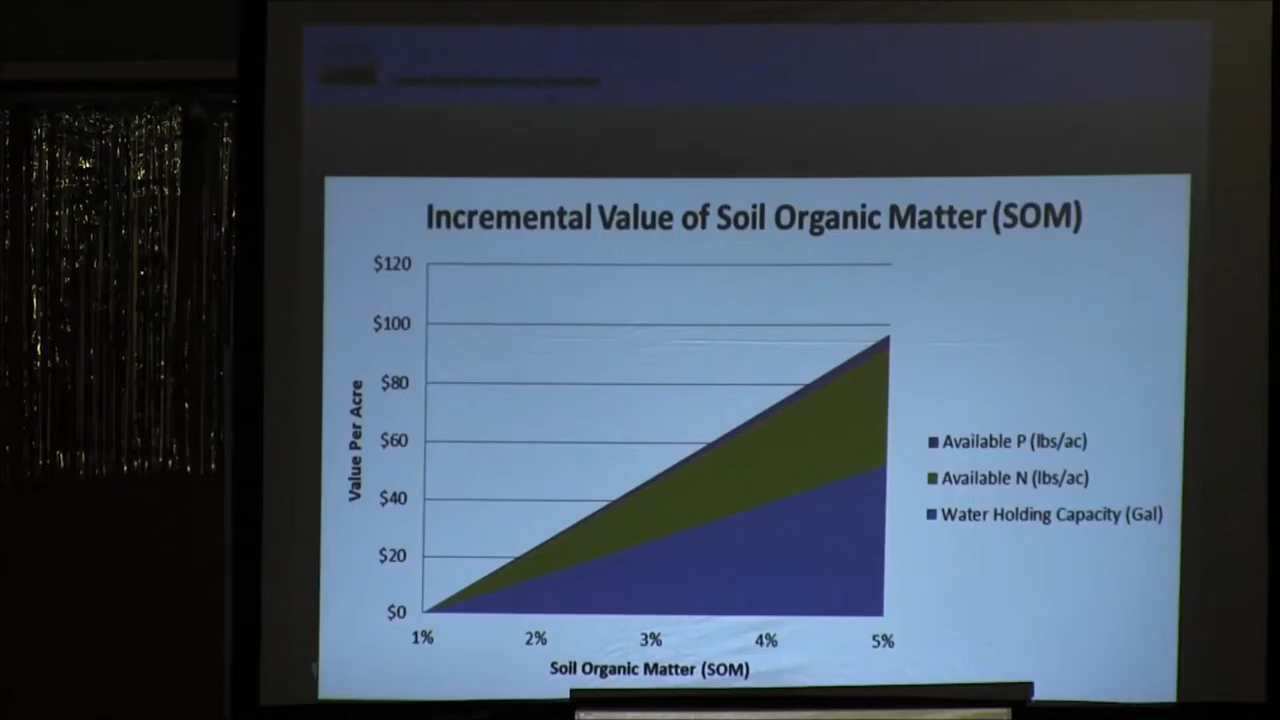 Incremental Value of Soil Organic Matter (SOM)
$120
$100
$80
$60
$40
$20
$0
Value Per Acre
1% 2% 3% 4% 5%
Soil Organic Matter (SOM)
Available P (lbs/ac)
Available N (lbs/ac)
Water Holding Capacity (Gal)